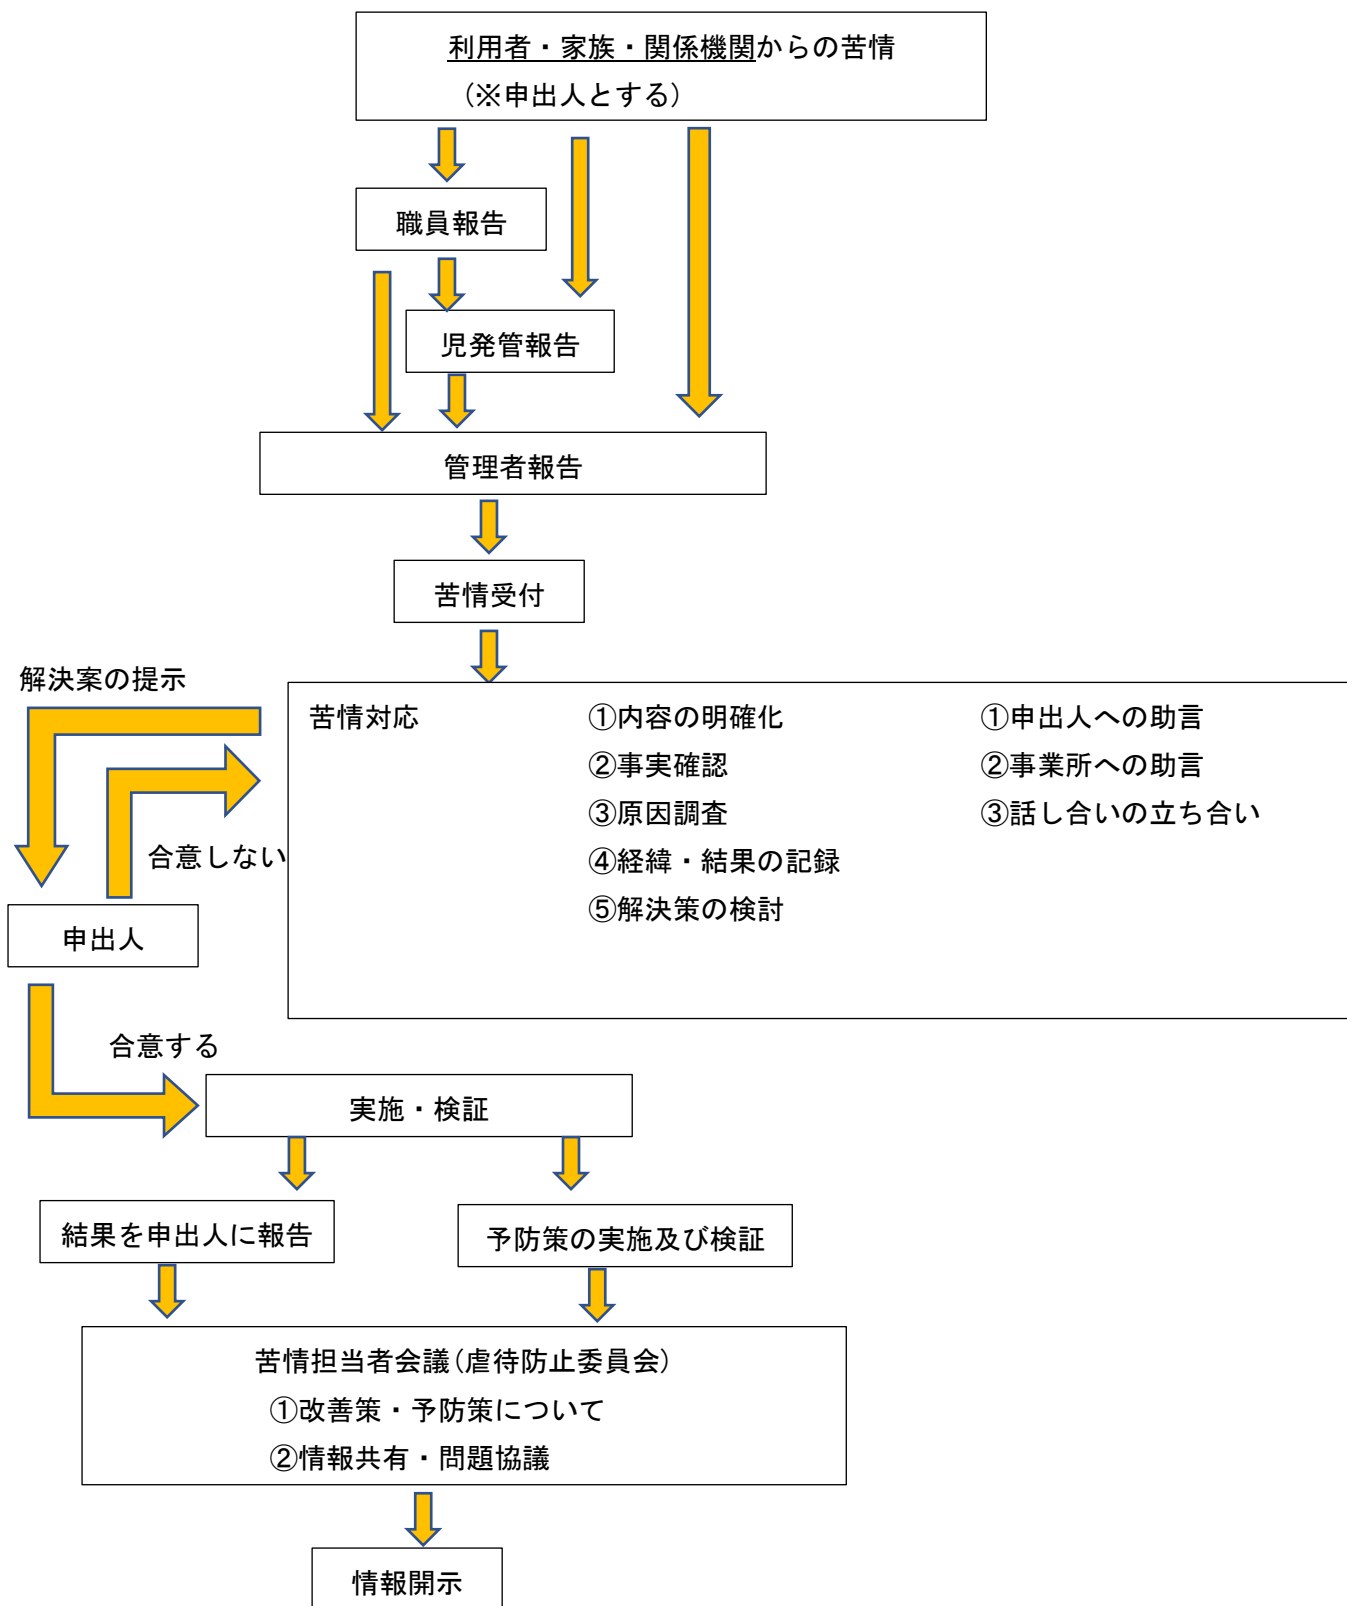 利用者・家族・関係機関からの苦情
（※申出人とする）
職員報告
児発管報告
管理者報告
苦情受付
解決案の提示
苦情対応
①内容の明確化
②事実確認
③原因調査
④経緯・結果の記録
⑤解決策の検討
①申出人への助言
②事業所への助言
③話し合いの立ち合い
合意しない
申出人
合意する
実施・検証
結果を申出人に報告
予防策の実施及び検証
苦情担当者会議（虐待防止委員会）
①改善策・予防策について
②情報共有・問題協議
情報開示